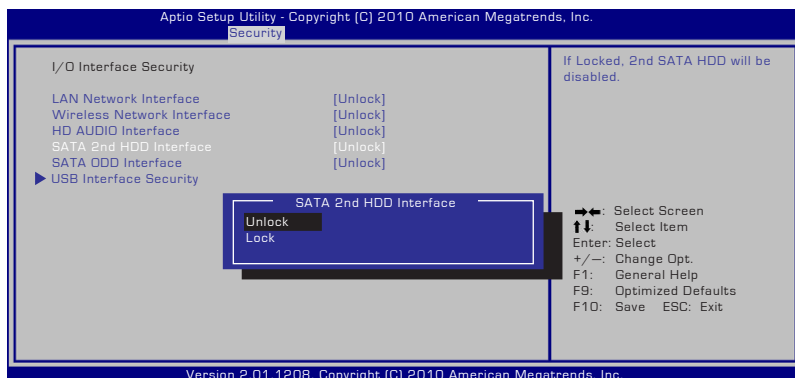 Aptio Setup Utility - Copyright (C) 2010 American Megatrends, Inc.
Security
I/O Interface Security
LAN Network Interface [Unlock]
Wireless Network Interface [Unlock]
HD AUDIO Interface [Unlock]
SATA 2nd HDD Interface [Unlock]
SATA ODD Interface [Unlock]
USB Interface Security
SATA 2nd HDD Interface
Unlock
Lock
If Locked, 2nd SATA HDD will be
disabled.
: Select Screen
: Select Item
Enter: Select
+/—: Change Opt.
F1: General Help
F9: Optimized Defaults
F10: Save ESC: Exit
Version 2.01.1208. Copyright (C) 2010 American Megatrends, Inc.